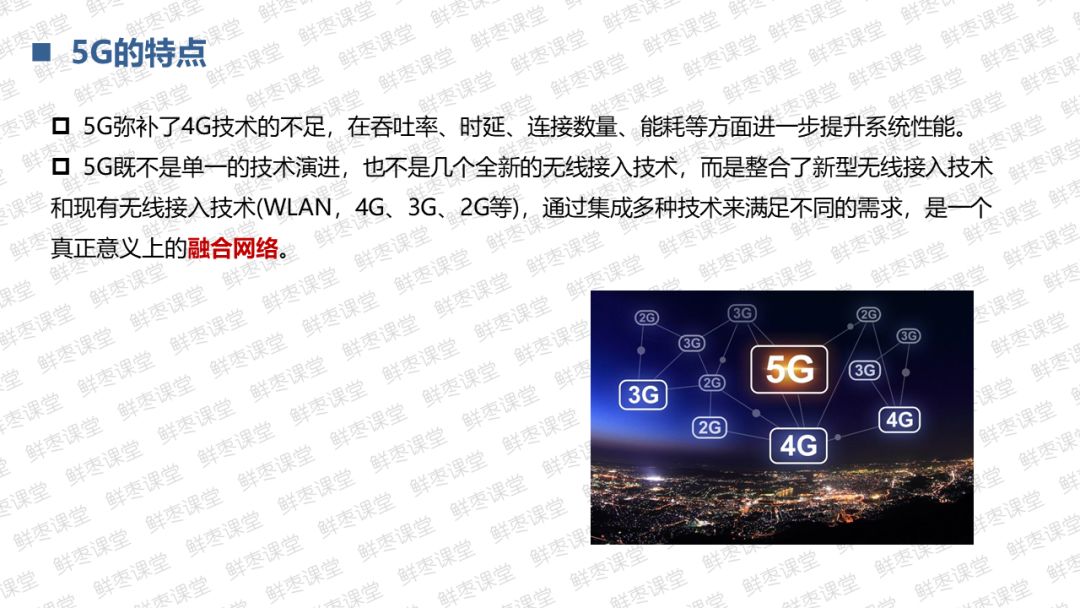 5G的特点
5G弥补了4G技术的不足，在吞吐率、时延、连接数量、能耗等方面进一步提升系统性能。
5G既不是单一的技术演进，也不是几个全新的无线接入技术，而是整合了新型无线接入技术
和现有无线接入技术(WLAN，4G、3G、2G等)，通过集成多种技术来满足不同的需求，是一个
真正意义上的融合网络。
2G
3G
2G
3G
3G
5G
3G
2G
3G
2G
4G
4G
鲜枣课堂